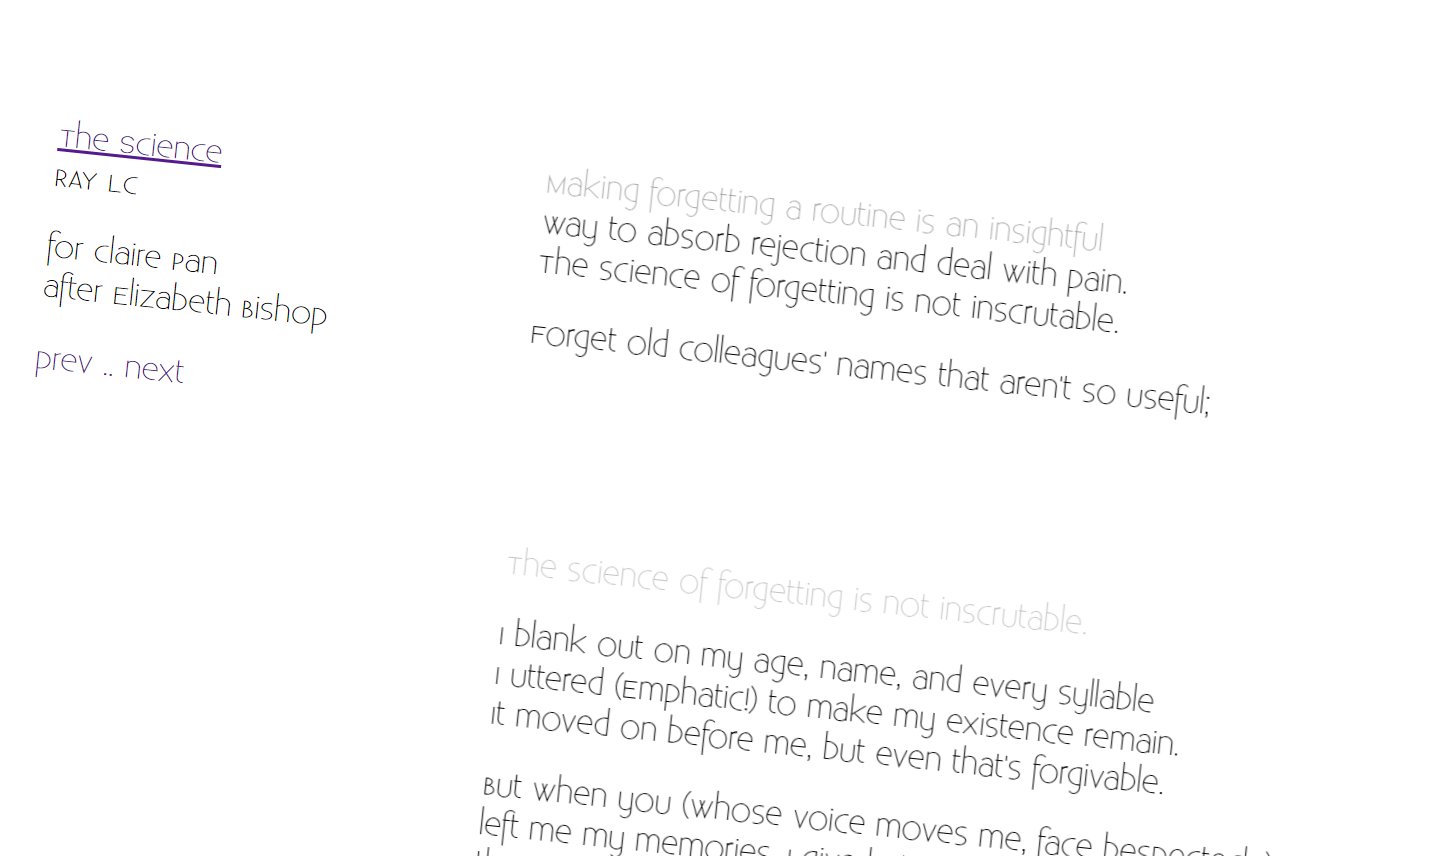 The Science
RAY LC
for Claire Pan
after Elizabeth Bishop
prev .. next
Making forgetting a routine is an insightful
way to absorb rejection and deal with pain.
The science of forgetting is not inscrutable.
Forget old colleagues' names that aren't so useful;
The science of forgetting is not inscrutable.
I blank out on my age, name, and every syllable
I uttered (Emphatic!) to make my existence remain.
It moved on before me, but even that's forgivable.
But when you (whose voice moves me, face bespectacled)
left me my memories, I give